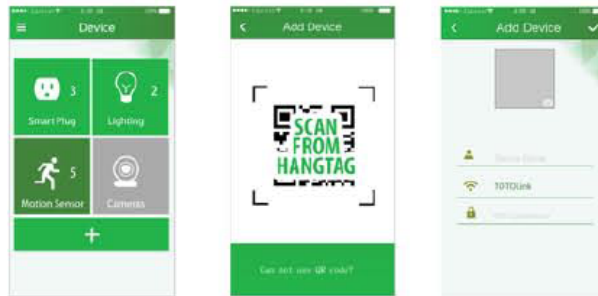 Device
3
2
Smart Plug
Lighting
5
Motion Sensor
Cameras
+
Add Device
SCAN
FROM
HANGTAG
Can not use QR code?
Add Device
TOTOLink